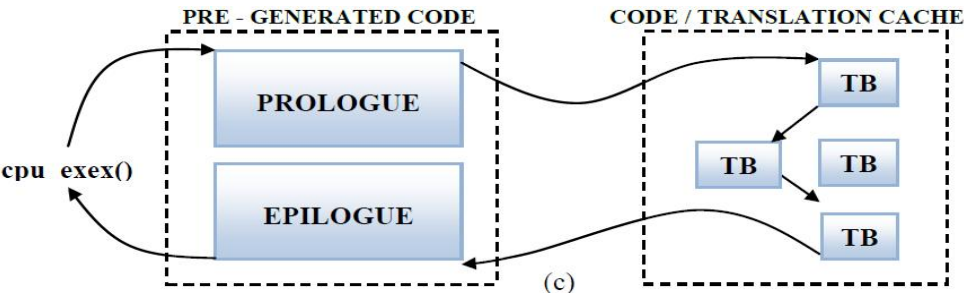 PRE - GENERATED CODE
CODE / TRANSLATION CACHE
PROLOGUE
TB
cpu exex()
TB
TB
EPILOGUE
TB
(c)